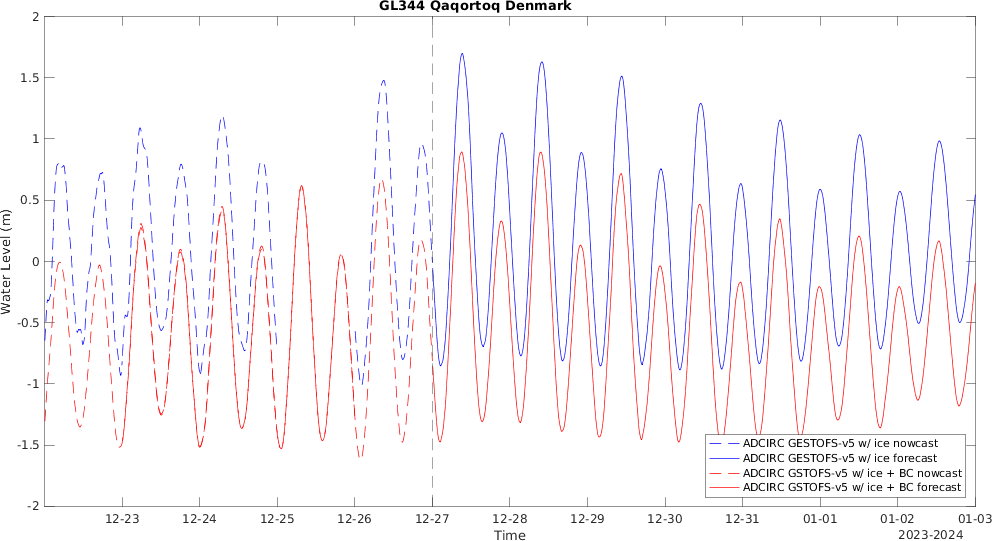 GL344 Qaqortoq Denmark
2
1.5
1
0.5
0
-0.5
-1
-1.5
-2
Water Level (m)
ADCIRC GESTOFS-v5 w/ ice nowcast
ADCIRC GESTOFS-v5 w/ ice forecast
ADCIRC GSTOFS-v5 w/ ice + BC nowcast
ADCIRC GSTOFS-v5 w/ ice + BC forecast
12-23 12-24 12-25 12-26 12-27 12-28 12-29 12-30 12-31 01-01 01-02 01-03
Time
2023-2024